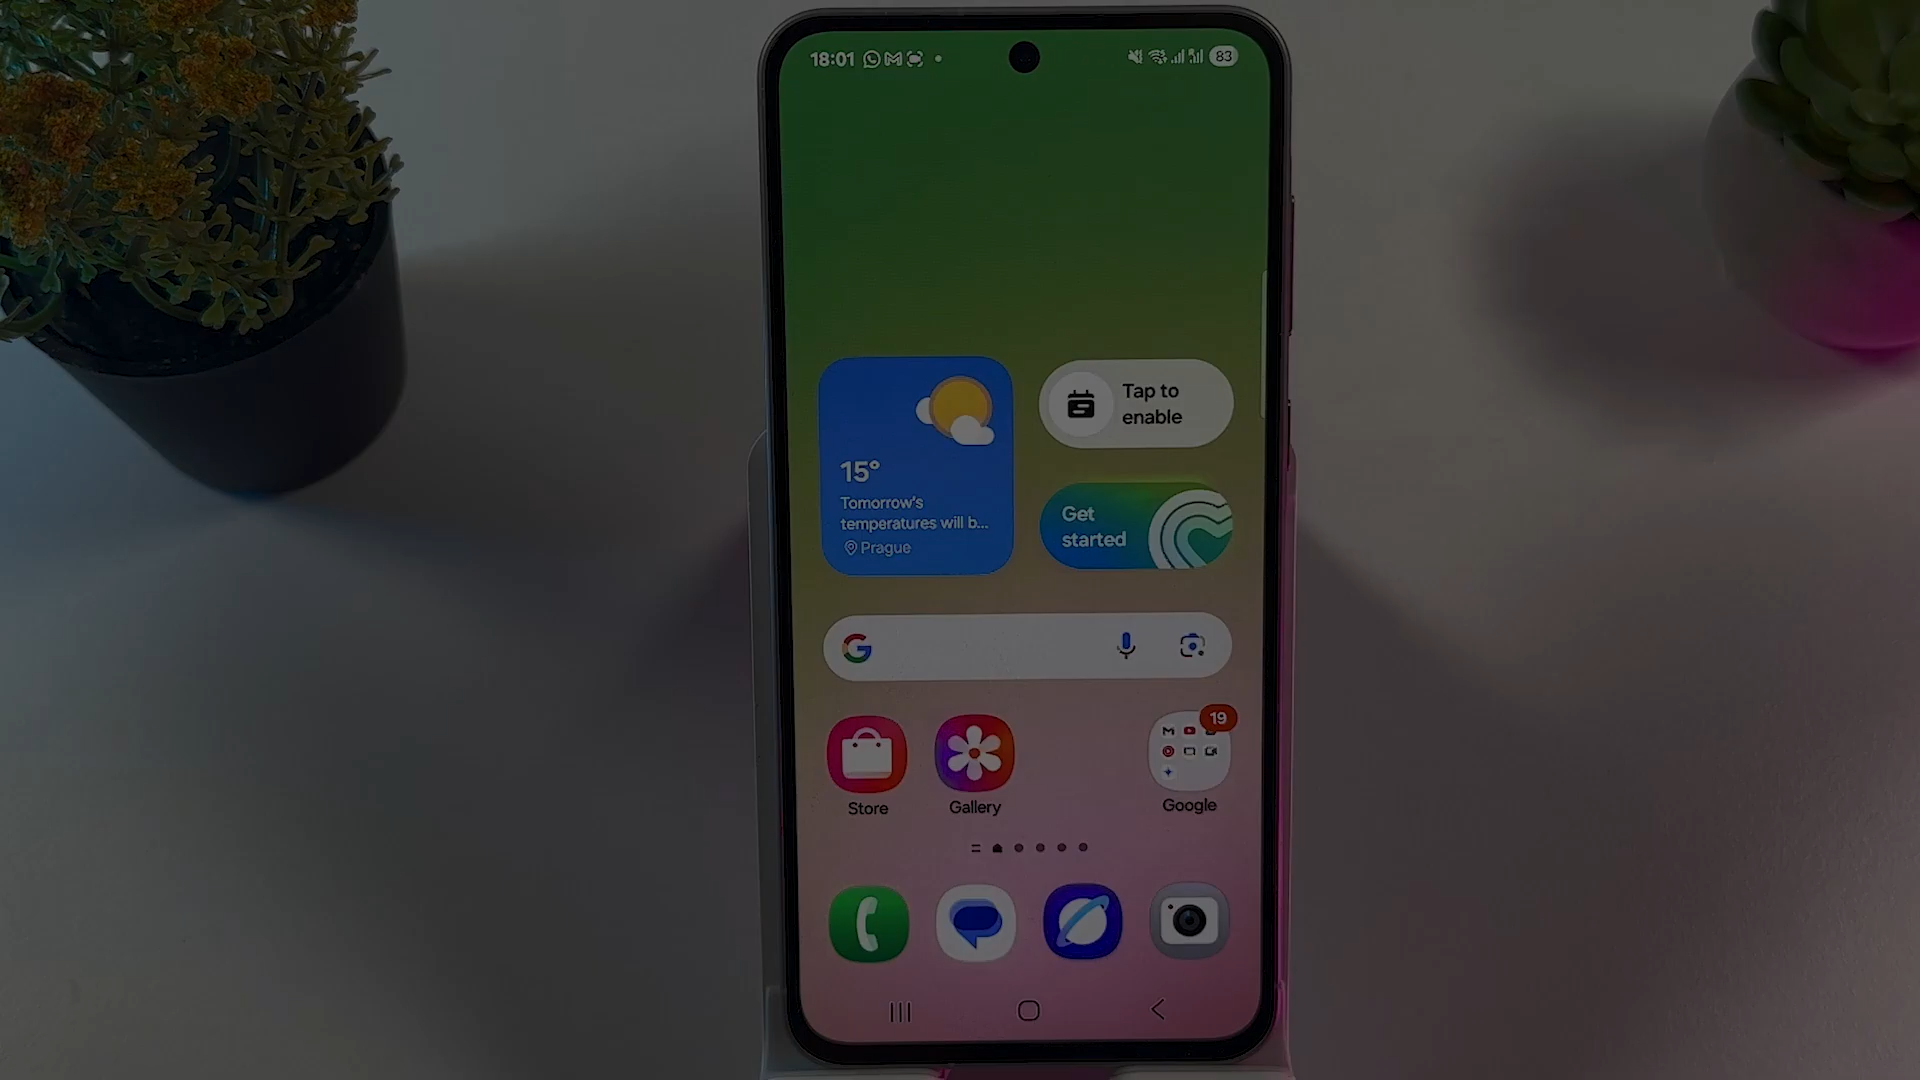 18:01
83
Tap to
enable
15°
Tomorrow's
temperatures will b...
Prague
Get
started
19
Store
Gallery
Google